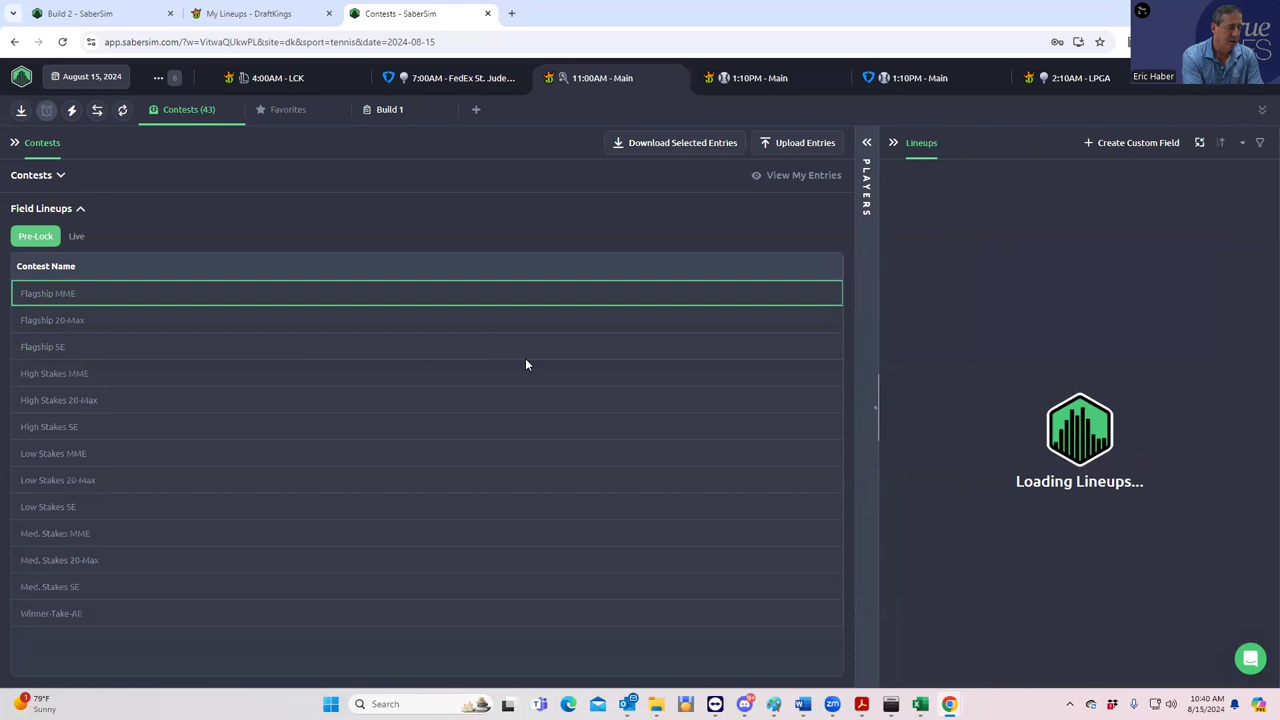 Build 2 - SaberSim
My Lineups - DraftKings
Contests - SaberSim
app.sabersim.com/?w=VitwaQUkwPL&site=dk&sport=tennis&date=2024-08-15
Eric Haber
August 15, 2024
6
4:00AM - LCK
7:00AM - FedEx St. Jude...
11:00AM - Main
1:10PM - Main
1:10PM - Main
2:10AM - LPGA
Contests (43)
Favorites
Build 1
Contests
Download Selected Entries
Upload Entries
Lineups
Create Custom Field
Contests
View My Entries
PLAYERS
Field Lineups
Pre-Lock
Live
Contest Name
Flagship MME
Flagship 20-Max
Flagship SE
High Stakes MME
High Stakes 20-Max
High Stakes SE
Low Stakes MME
Low Stakes 20-Max
Low Stakes SE
Med. Stakes MME
Med. Stakes 20-Max
Med. Stakes SE
Winner-Take-All
Loading Lineups...
79°F
Sunny
Search
10:40 AM
8/15/2024